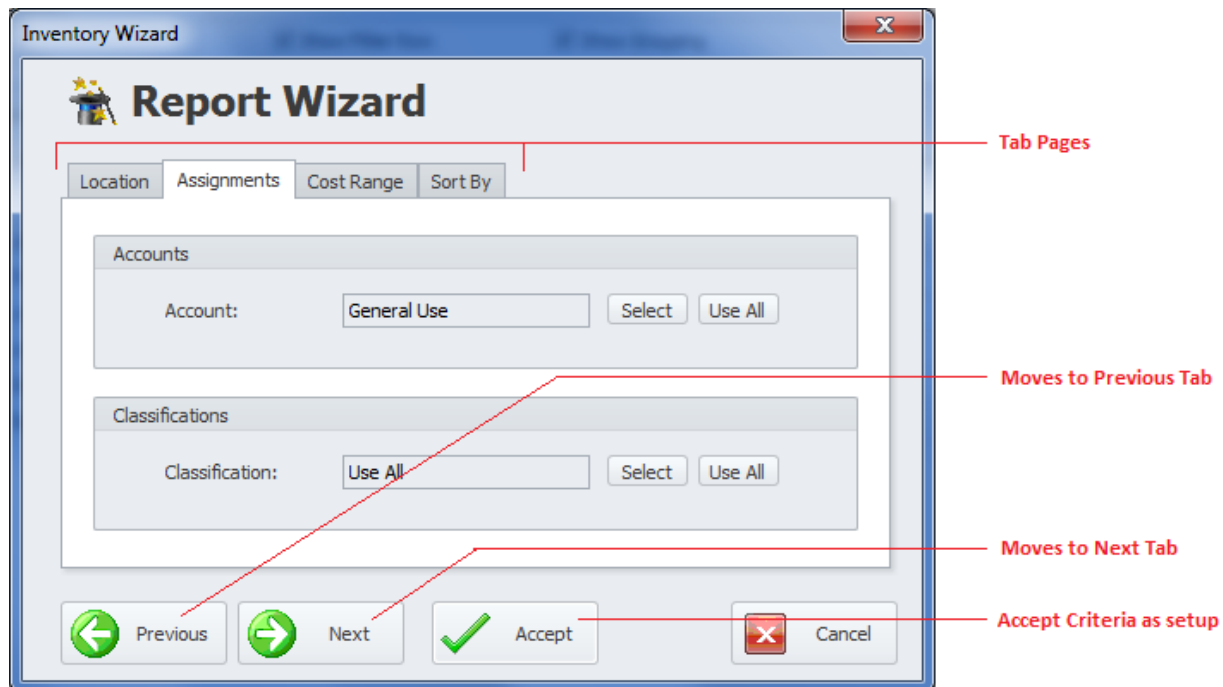 Inventory Wizard
Report Wizard
Tab Pages
Location Assignments Cost Range Sort By
Accounts
Account: General Use Select Use All
Moves to Previous Tab
Classifications
Classification: Use All Select Use All
Moves to Next Tab
Previous Next Accept Cancel
Accept Criteria as setup